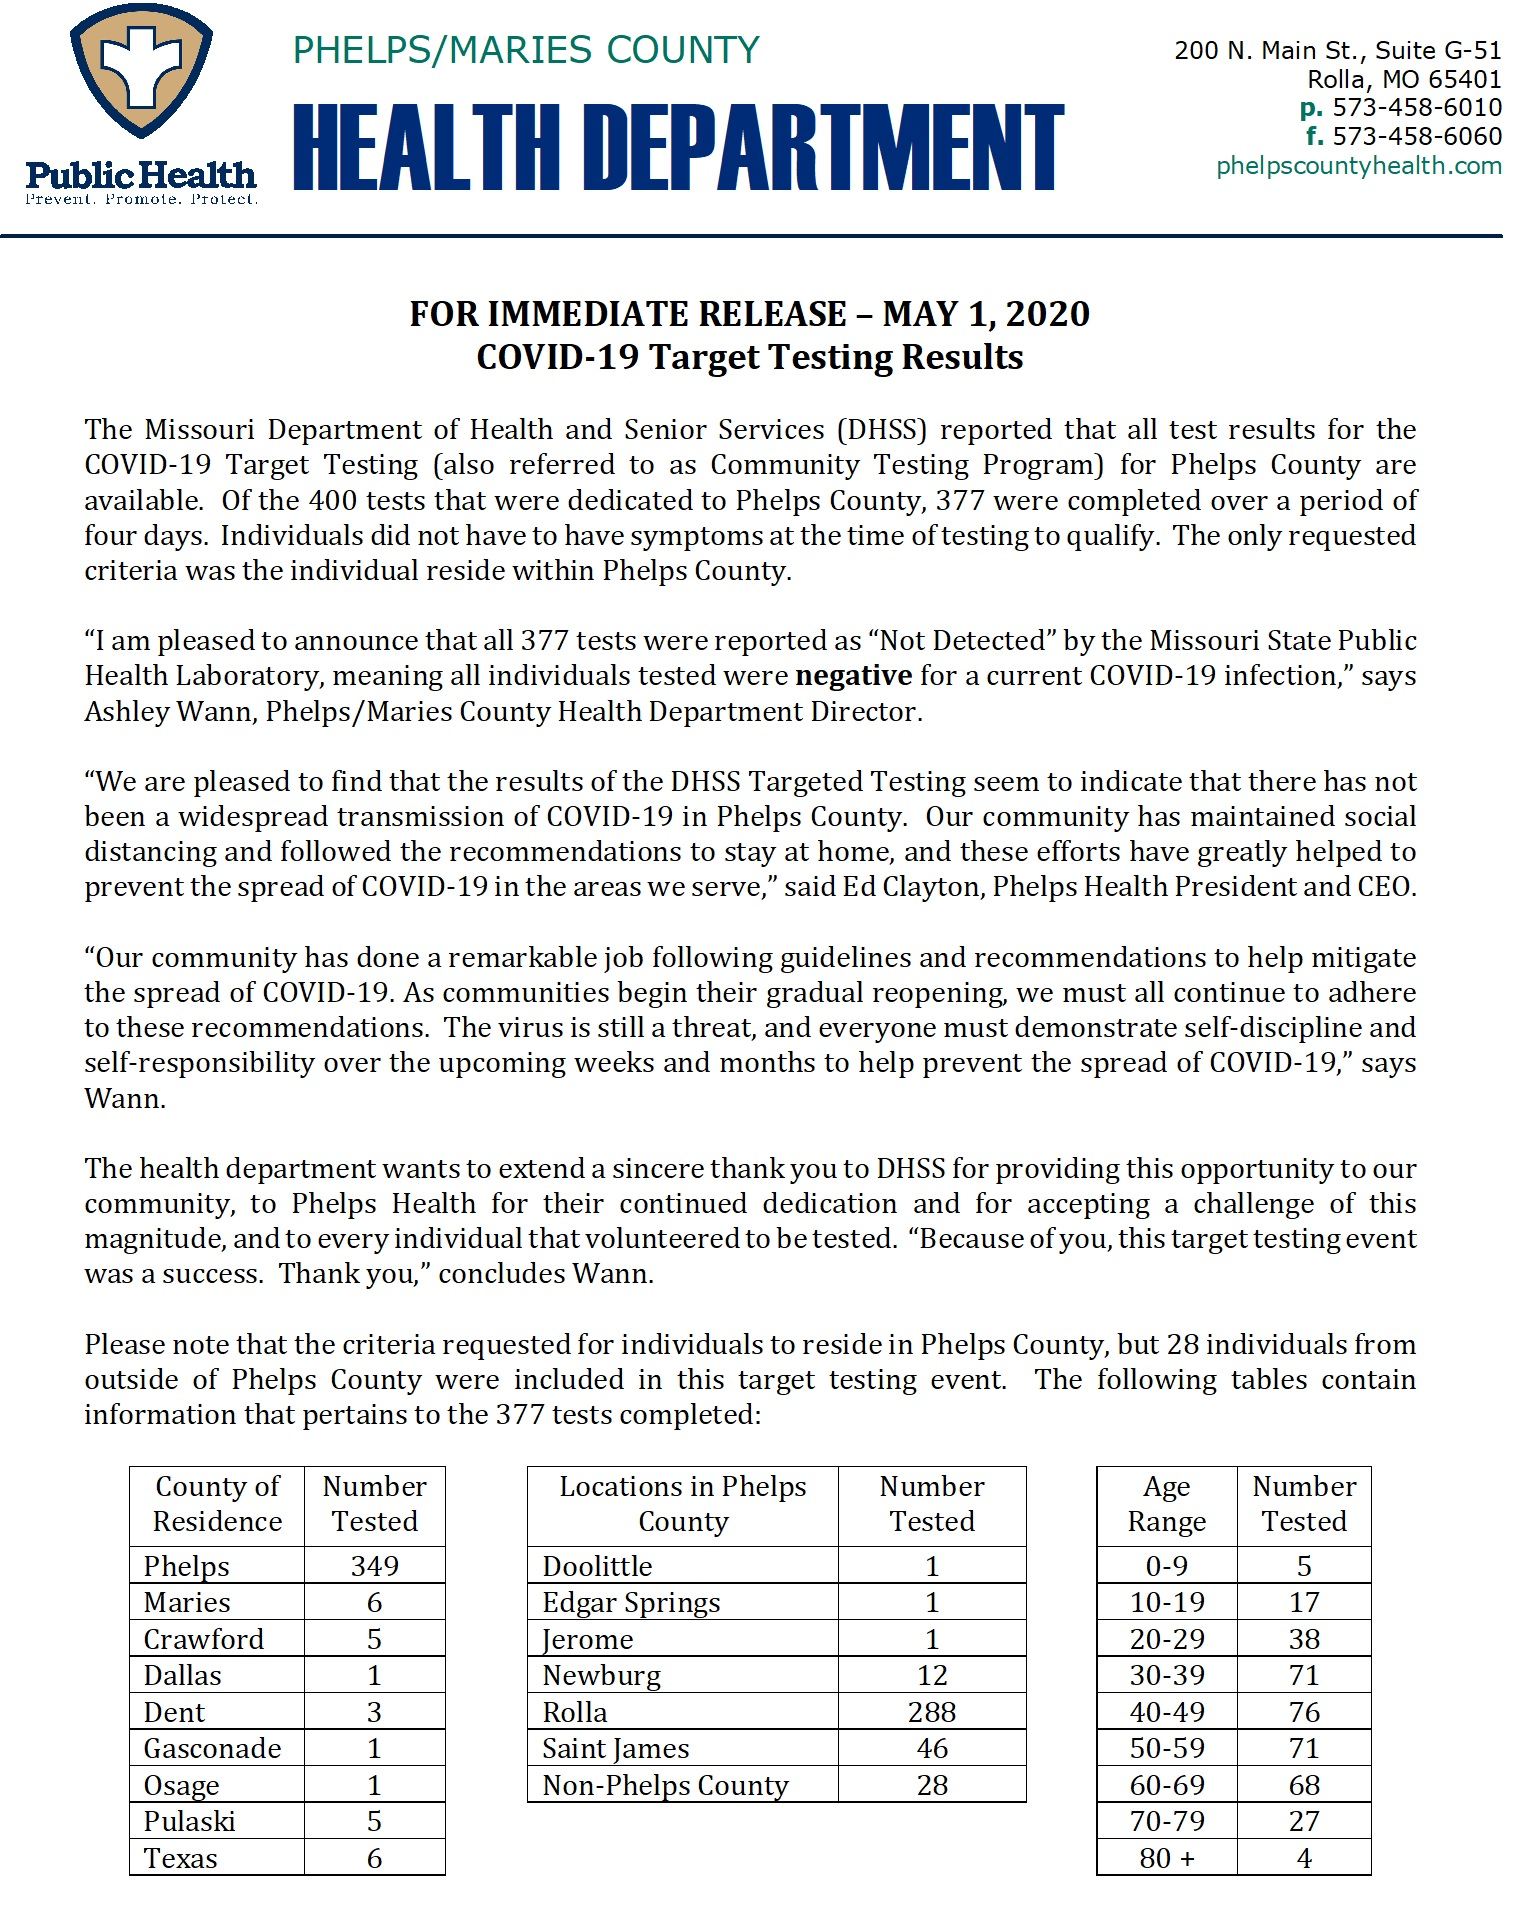 Public Health
Prevent. Promote. Protect.
PHELPS/MARIES COUNTY
HEALTH DEPARTMENT
200 N. Main St., Suite G-51
Rolla, MO 65401
p. 573-458-6010
f. 573-458-6060
phelpscountyhealth.com
FOR IMMEDIATE RELEASE – MAY 1, 2020
COVID-19 Target Testing Results
The Missouri Department of Health and Senior Services (DHSS) reported that all test results for the
COVID-19 Target Testing (also referred to as Community Testing Program) for Phelps County are
available. Of the 400 tests that were dedicated to Phelps County, 377 were completed over a period of
four days. Individuals did not have to have symptoms at the time of testing to qualify. The only requested
criteria was the individual reside within Phelps County.
“I am pleased to announce that all 377 tests were reported as “Not Detected” by the Missouri State Public
Health Laboratory, meaning all individuals tested were negative for a current COVID-19 infection,” says
Ashley Wann, Phelps/Maries County Health Department Director.
“We are pleased to find that the results of the DHSS Targeted Testing seem to indicate that there has not
been a widespread transmission of COVID-19 in Phelps County. Our community has maintained social
distancing and followed the recommendations to stay at home, and these efforts have greatly helped to
prevent the spread of COVID-19 in the areas we serve,” said Ed Clayton, Phelps Health President and CEO.
“Our community has done a remarkable job following guidelines and recommendations to help mitigate
the spread of COVID-19. As communities begin their gradual reopening, we must all continue to adhere
to these recommendations. The virus is still a threat, and everyone must demonstrate self-discipline and
self-responsibility over the upcoming weeks and months to help prevent the spread of COVID-19,” says
Wann.
The health department wants to extend a sincere thank you to DHSS for providing this opportunity to our
community, to Phelps Health for their continued dedication and for accepting a challenge of this
magnitude, and to every individual that volunteered to be tested. “Because of you, this target testing event
was a success. Thank you,” concludes Wann.
Please note that the criteria requested for individuals to reside in Phelps County, but 28 individuals from
outside of Phelps County were included in this target testing event. The following tables contain
information that pertains to the 377 tests completed:
County of Number
Residence Tested
Phelps 349
Maries 6
Crawford 5
Dallas 1
Dent 3
Gasconade 1
Osage 1
Pulaski 5
Texas 6
Locations in Phelps Number
County Tested
Doolittle 1
Edgar Springs 1
Jerome 1
Newburg 12
Rolla 288
Saint James 46
Non-Phelps County 28
Age Number
Range Tested
0-9 5
10-19 17
20-29 38
30-39 71
40-49 76
50-59 71
60-69 68
70-79 27
80 + 4